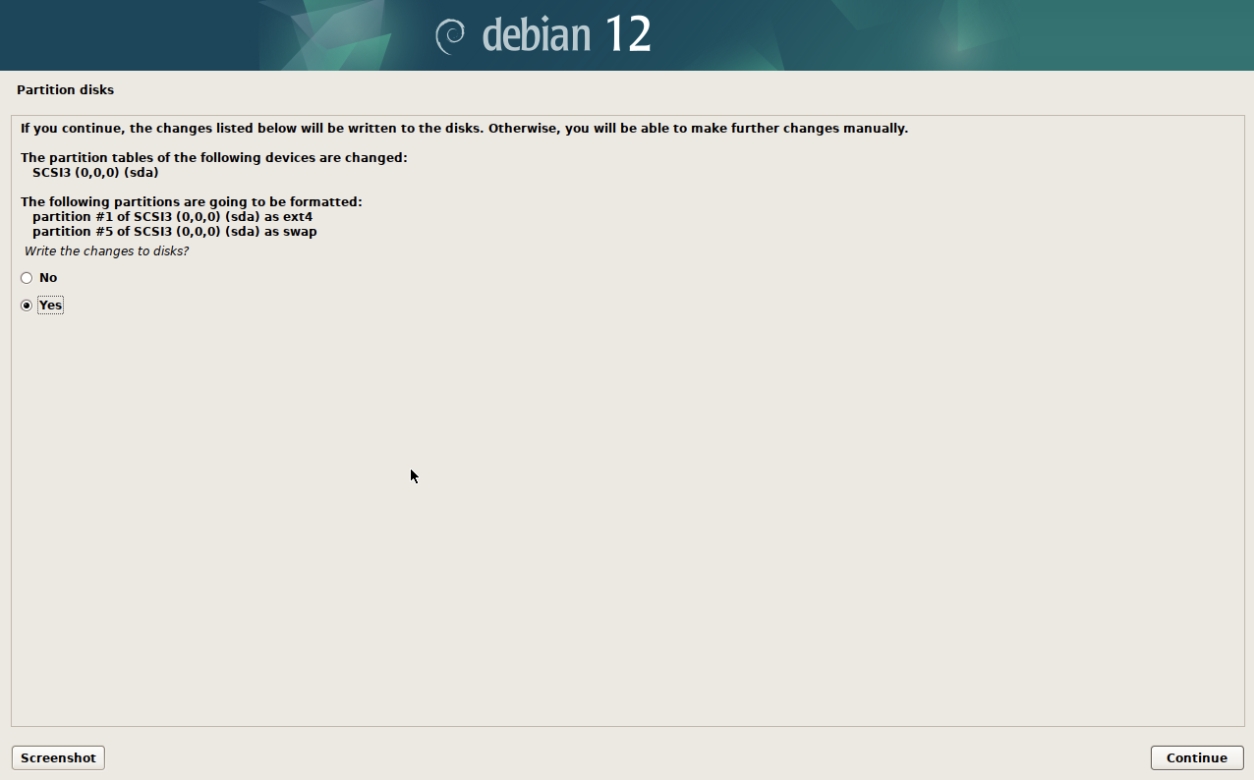 debian 12
Partition disks
If you continue, the changes listed below will be written to the disks. Otherwise, you will be able to make further changes manually.
The partition tables of the following devices are changed:
SCSI3 (0,0,0) (sda)
The following partitions are going to be formatted:
partition #1 of SCSI3 (0,0,0) (sda) as ext4
partition #5 of SCSI3 (0,0,0) (sda) as swap
Write the changes to disks?
No
Yes
Screenshot
Continue